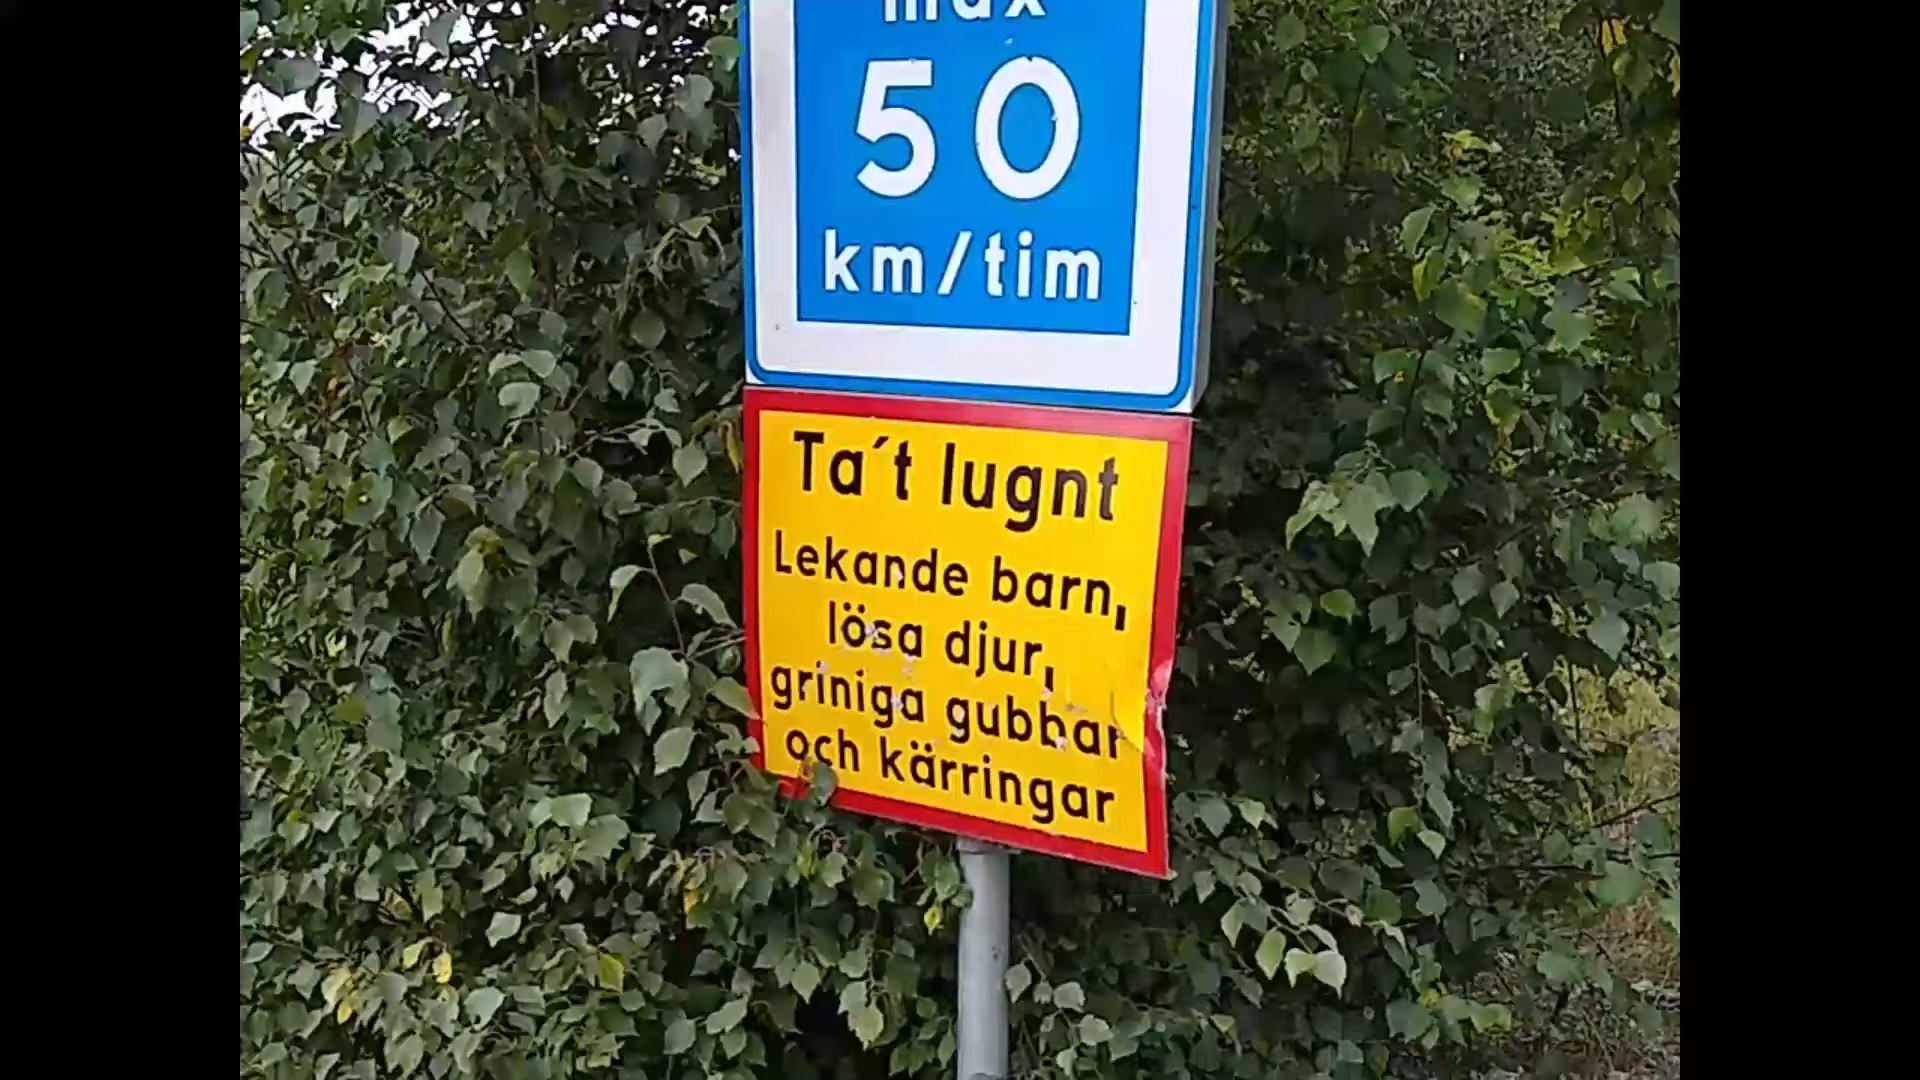 max
50
km/tim
Ta´t lugnt
Lekande barn,
lösa djur,
griniga gubbar
och kärringar